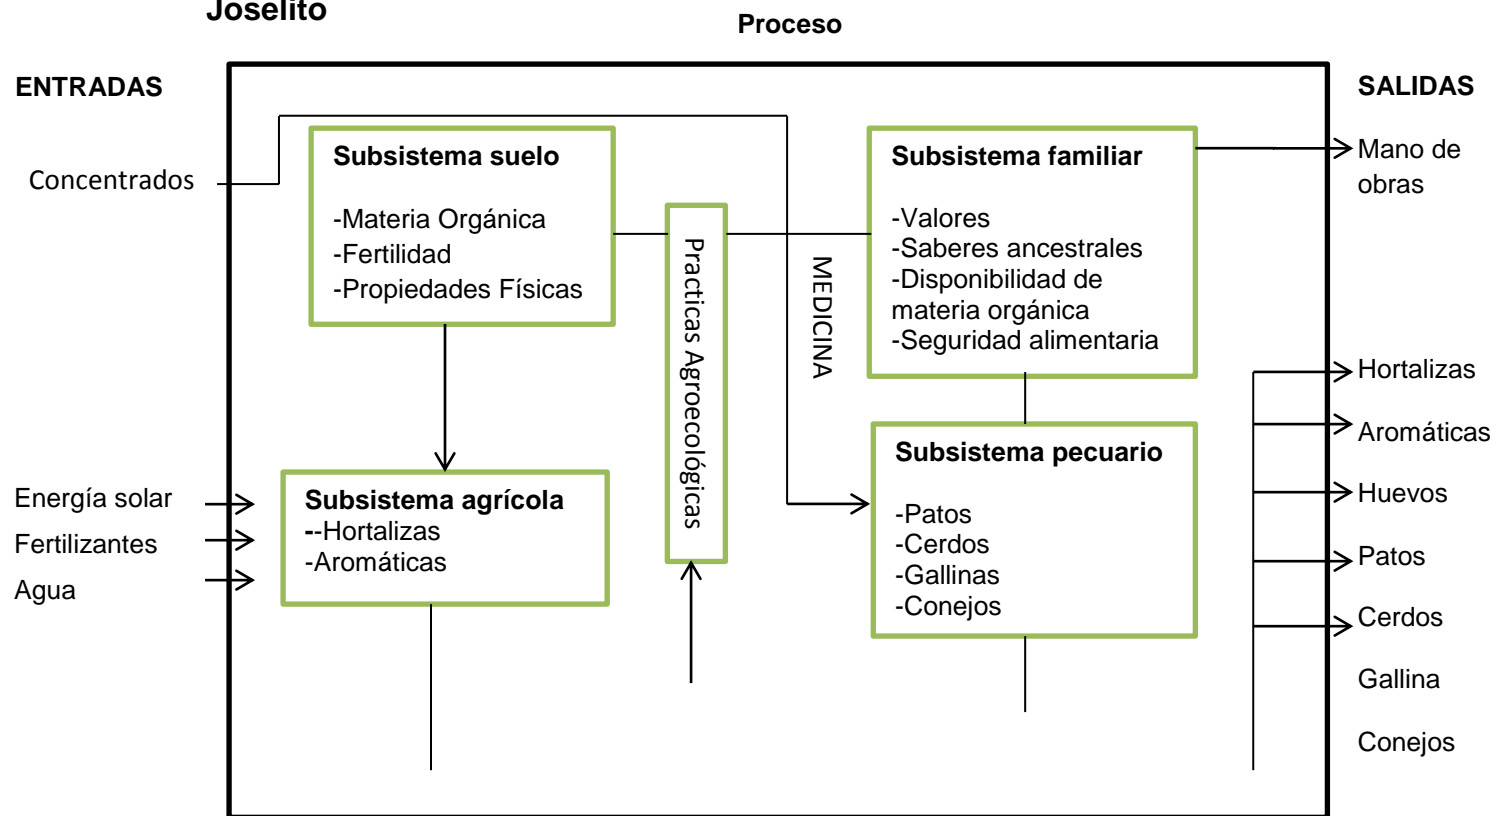 Joselito
Proceso
ENTRADAS
Concentrados
Energía solar
Fertilizantes
Agua
Subsistema suelo
-Materia Orgánica
-Fertilidad
-Propiedades Físicas
Subsistema agrícola
--Hortalizas
-Aromáticas
Practicas Agroecológicas
MEDICINA
Subsistema familiar
-Valores
-Saberes ancestrales
-Disponibilidad de
materia orgánica
-Seguridad alimentaria
Subsistema pecuario
-Patos
-Cerdos
-Gallinas
-Conejos
SALIDAS
Mano de
obras
Hortalizas
Aromáticas
Huevos
Patos
Cerdos
Gallina
Conejos